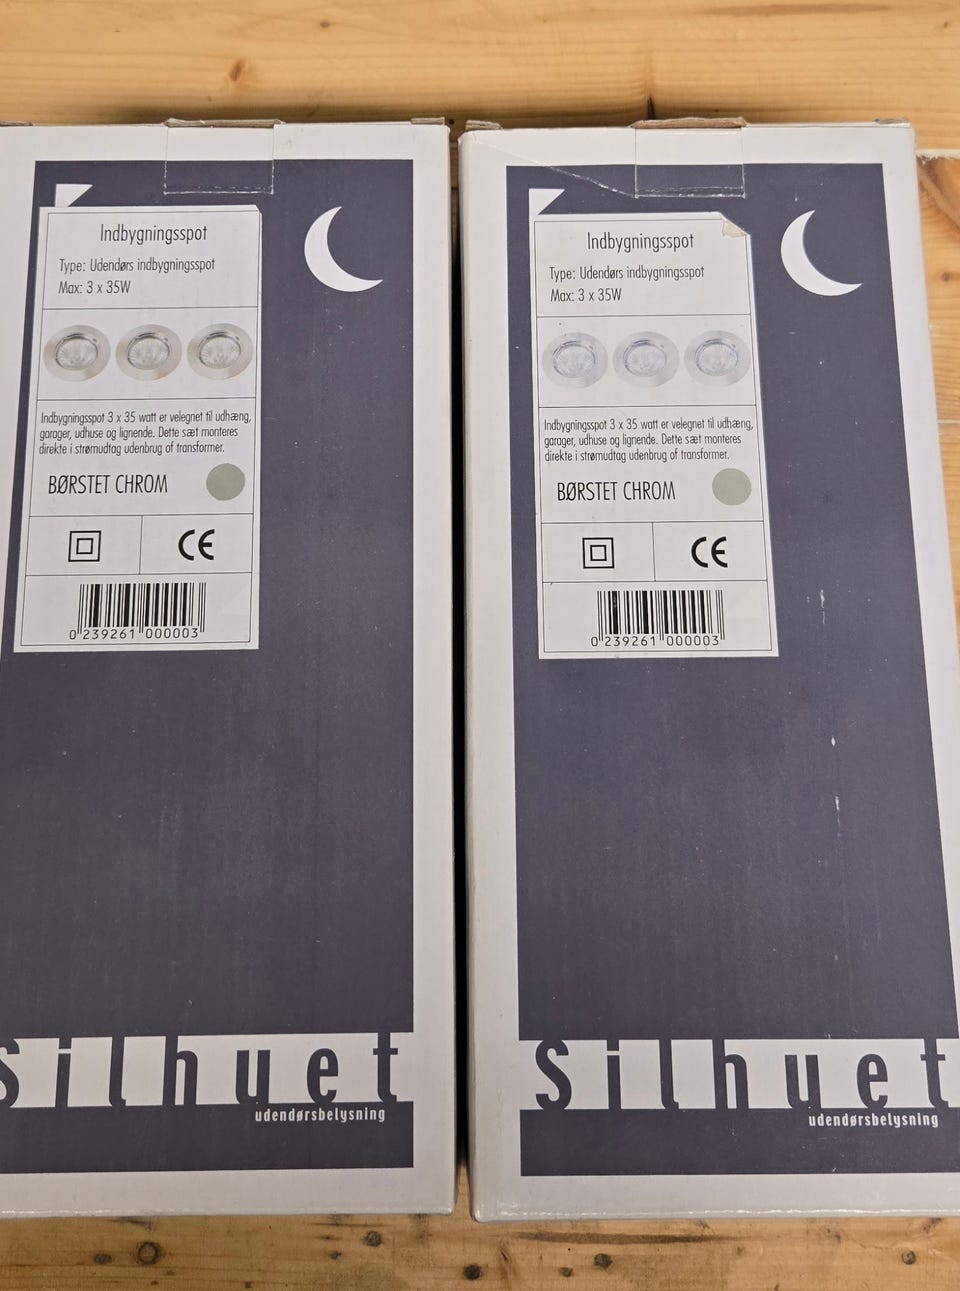 Indbygningsspot
Type: Udendørs indbygningsspot
Max: 3 x 35W
Indbygningsspot 3 x 35 watt er velegnet til udhæng,
garager, udhuse og lignende. Dette sæt monteres
direkte i strømudtag udenbrug of transformer.
BØRSTET CHROM
CE
0 239261 000003
Silhuet
udendørsbelysning
Indbygningsspot
Type: Udendørs indbygningsspot
Max: 3 x 35W
Indbygningsspot 3 x 35 watt er velegnet til udhæng,
garager, udhuse og lignende. Dette sæt monteres
direkte i strømudtag udenbrug of transformer.
BØRSTET CHROM
CE
0 239261 000003
Silhuet
udendørsbelysning